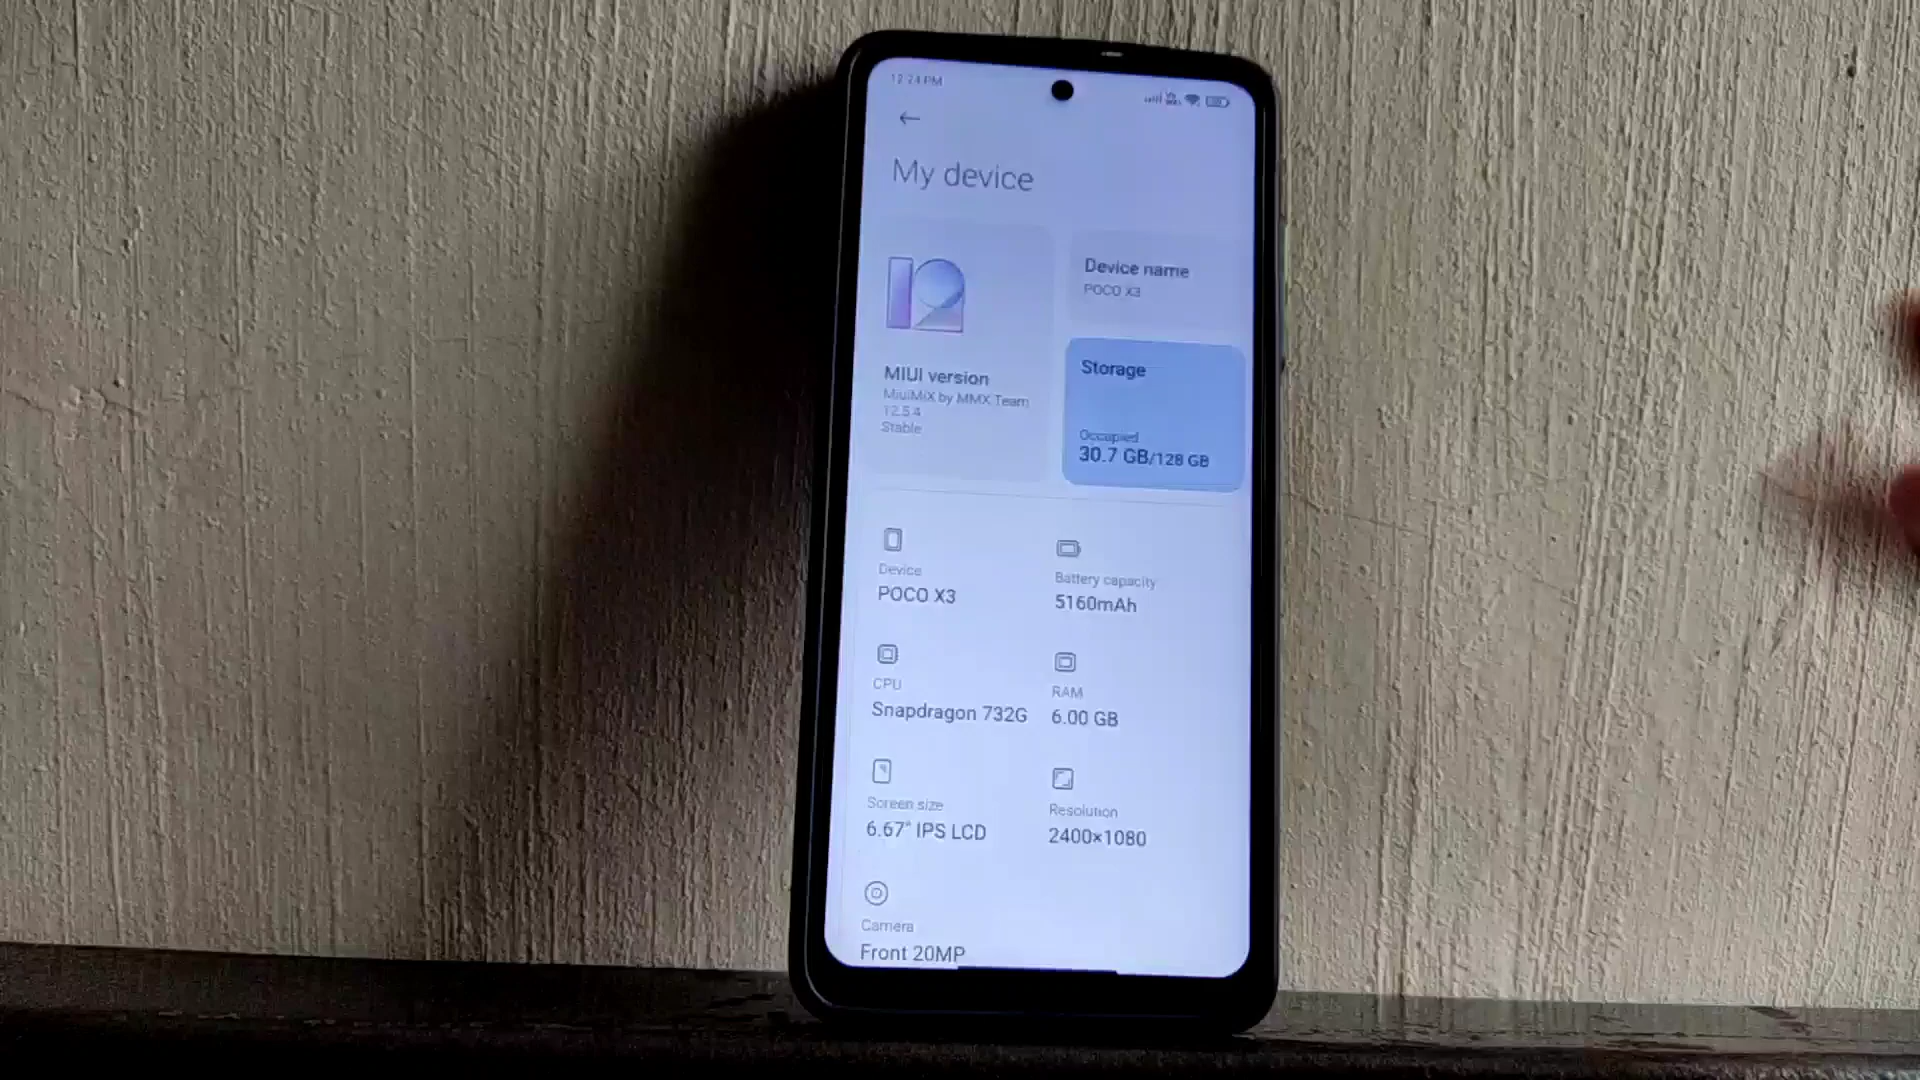 12:24 PM
My device
12
MIUI version
MiuiMiX by MMX Team
12.5.4
Stable
Device name
POCO X3
Storage
Occupied
30.7 GB/128 GB
Device
POCO X3
Battery capacity
5160mAh
CPU
Snapdragon 732G
RAM
6.00 GB
Screen size
6.67" IPS LCD
Resolution
2400×1080
Camera
Front 20MP